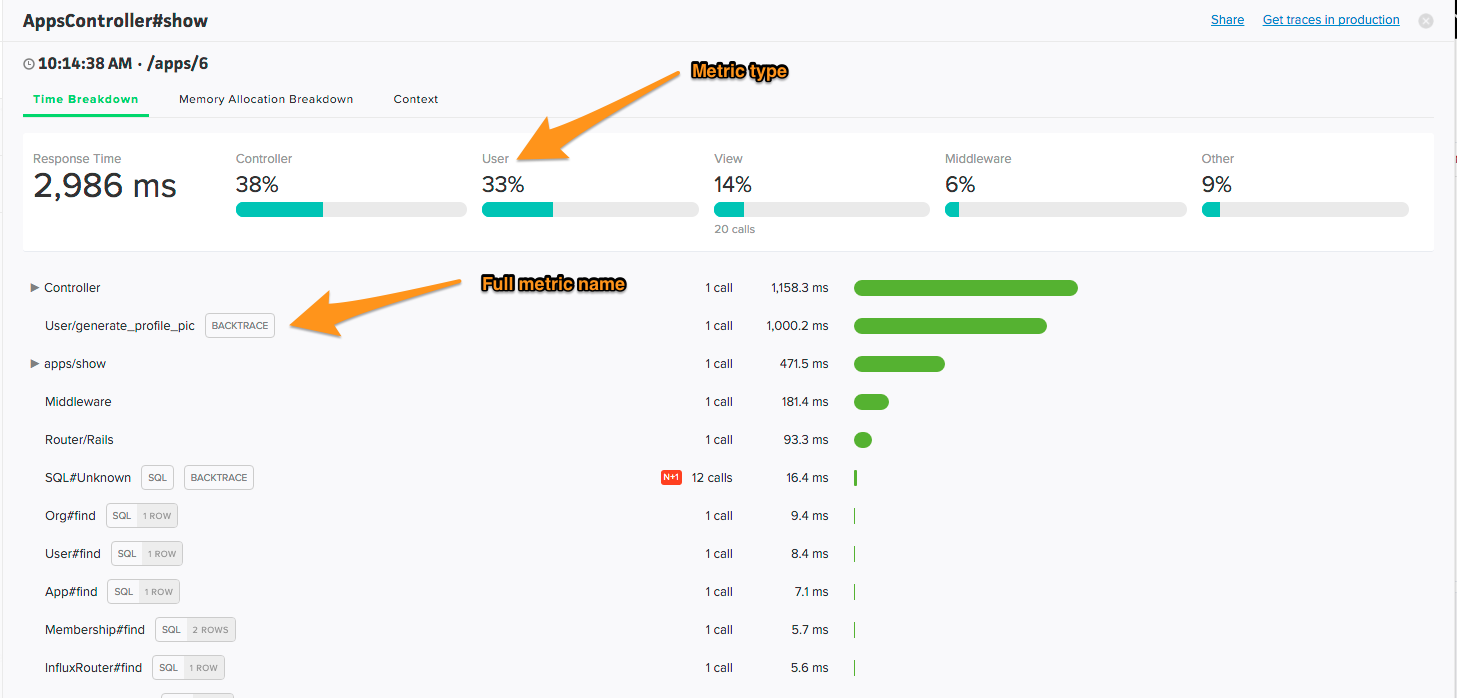 AppsController#show
Share Get traces in production
10:14:38 AM · /apps/6
Metric type
Time Breakdown Memory Allocation Breakdown Context
Response Time Controller User View Middleware Other
2,986 ms 38% 33% 14% 6% 9%
20 calls
Full metric name
Controller 1 call 1,158.3 ms
User/generate_profile_pic BACKTRACE 1 call 1,000.2 ms
apps/show 1 call 471.5 ms
Middleware 1 call 181.4 ms
Router/Rails 1 call 93.3 ms
SQL#Unknown SQL BACKTRACE N+1 12 calls 16.4 ms
Org#find SQL 1 ROW 1 call 9.4 ms
User#find SQL 1 ROW 1 call 8.4 ms
App#find SQL 1 ROW 1 call 7.1 ms
Membership#find SQL 2 ROWS 1 call 5.7 ms
InfluxRouter#find SQL 1 ROW 1 call 5.6 ms